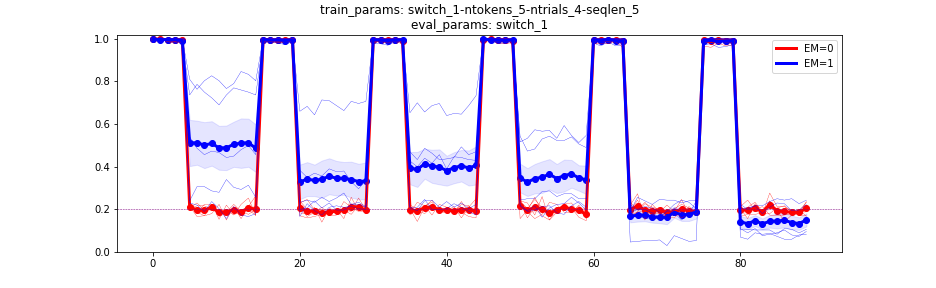 train_params: switch_1-ntokens_5-ntrials_4-seqlen_5
eval_params: switch_1
1.0
0.8
0.6
0.4
0.2
0.0
0
20
40
60
80
EM=0
EM=1